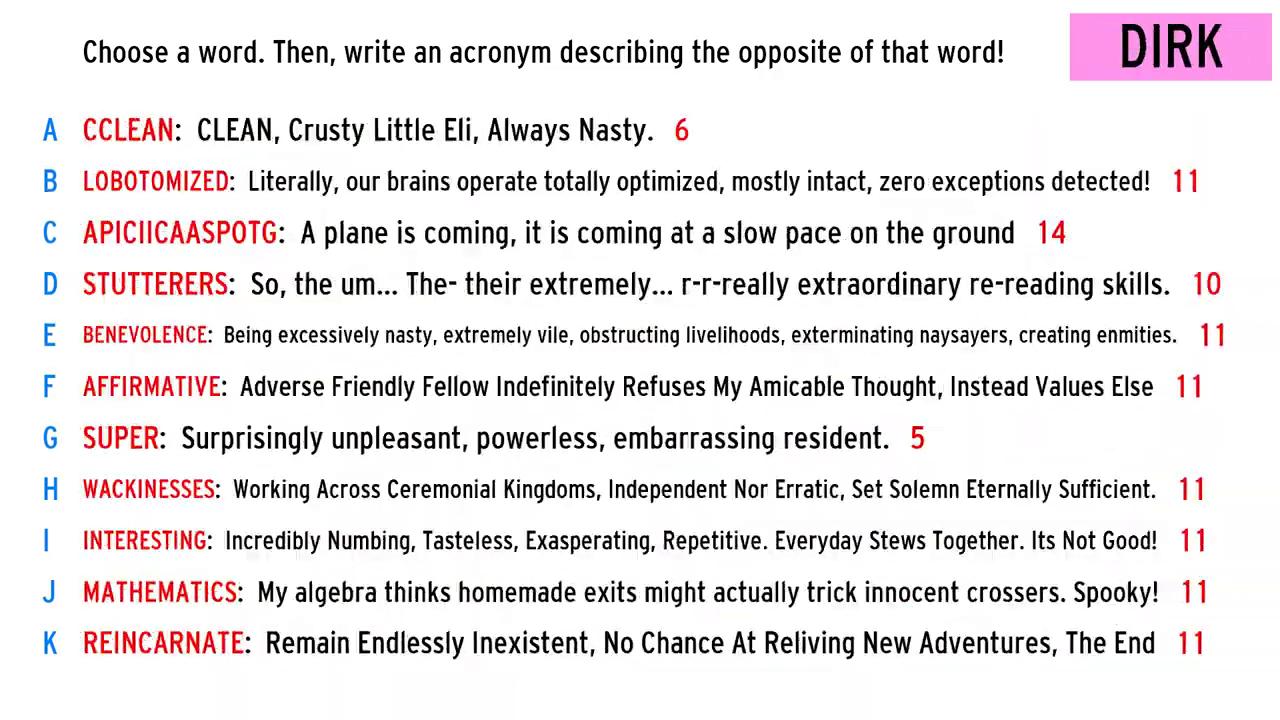 Choose a word. Then, write an acronym describing the opposite of that word!
DIRK
A CCLEAN: CLEAN, Crusty Little Eli, Always Nasty. 6
B LOBOTOMIZED: Literally, our brains operate totally optimized, mostly intact, zero exceptions detected! 11
C APICIICAASPOTG: A plane is coming, it is coming at a slow pace on the ground 14
D STUTTERERS: So, the um... The- their extremely... r-r-really extraordinary re-reading skills. 10
E BENEVOLENCE: Being excessively nasty, extremely vile, obstructing livelihoods, exterminating naysayers, creating enmities. 11
F AFFIRMATIVE: Adverse Friendly Fellow Indefinitely Refuses My Amicable Thought, Instead Values Else 11
G SUPER: Surprisingly unpleasant, powerless, embarrassing resident. 5
H WACKINESSES: Working Across Ceremonial Kingdoms, Independent Nor Erratic, Set Solemn Eternally Sufficient. 11
I INTERESTING: Incredibly Numbing, Tasteless, Exasperating, Repetitive. Everyday Stews Together. Its Not Good! 11
J MATHEMATICS: My algebra thinks homemade exits might actually trick innocent crossers. Spooky! 11
K REINCARNATE: Remain Endlessly Inexistent, No Chance At Reliving New Adventures, The End 11